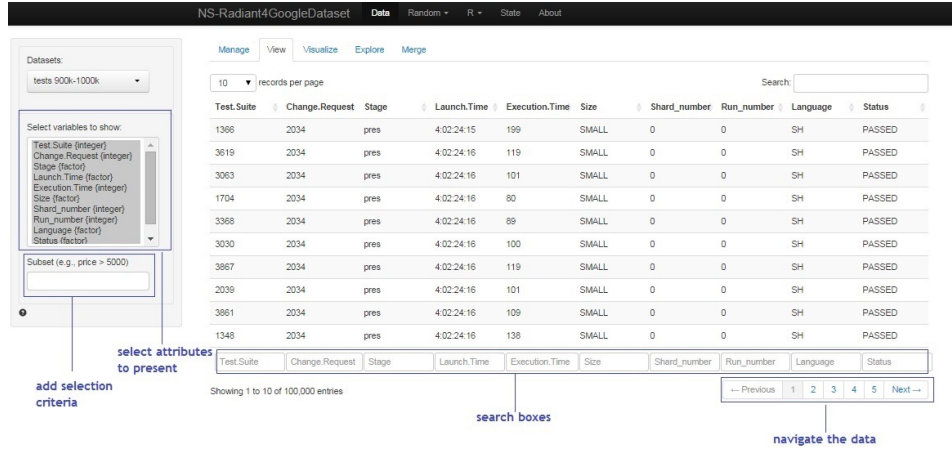 NS-Radiant4GoogleDataset Data Random R State About
Datasets:
tests 900k-1000k
Select variables to show:
Test.Suite {integer}
Change.Request {integer}
Stage {factor}
Launch.Time {factor}
Execution.Time {integer}
Size {factor}
Shard_number {integer}
Run_number {integer}
Language {factor}
Status {factor}
Subset (e.g., price > 5000)
Manage View Visualize Explore Merge
10 records per page Search:
Test.Suite Change.Request Stage Launch.Time Execution.Time Size Shard_number Run_number Language Status
1366 2034 pres 4:02:24:15 199 SMALL 0 0 SH PASSED
3619 2034 pres 4:02:24:16 119 SMALL 0 0 SH PASSED
3063 2034 pres 4:02:24:16 101 SMALL 0 0 SH PASSED
1704 2034 pres 4:02:24:16 80 SMALL 0 0 SH PASSED
3368 2034 pres 4:02:24:16 89 SMALL 0 0 SH PASSED
3030 2034 pres 4:02:24:16 100 SMALL 0 0 SH PASSED
3867 2034 pres 4:02:24:16 119 SMALL 0 0 SH PASSED
2039 2034 pres 4:02:24:16 101 SMALL 0 0 SH PASSED
3861 2034 pres 4:02:24:16 109 SMALL 0 0 SH PASSED
1348 2034 pres 4:02:24:16 138 SMALL 0 0 SH PASSED
Test.Suite Change.Request Stage Launch.Time Execution.Time Size Shard_number Run_number Language Status
Showing 1 to 10 of 100,000 entries
← Previous 1 2 3 4 5 Next →
select attributes
to present
add selection
criteria
search boxes
navigate the data